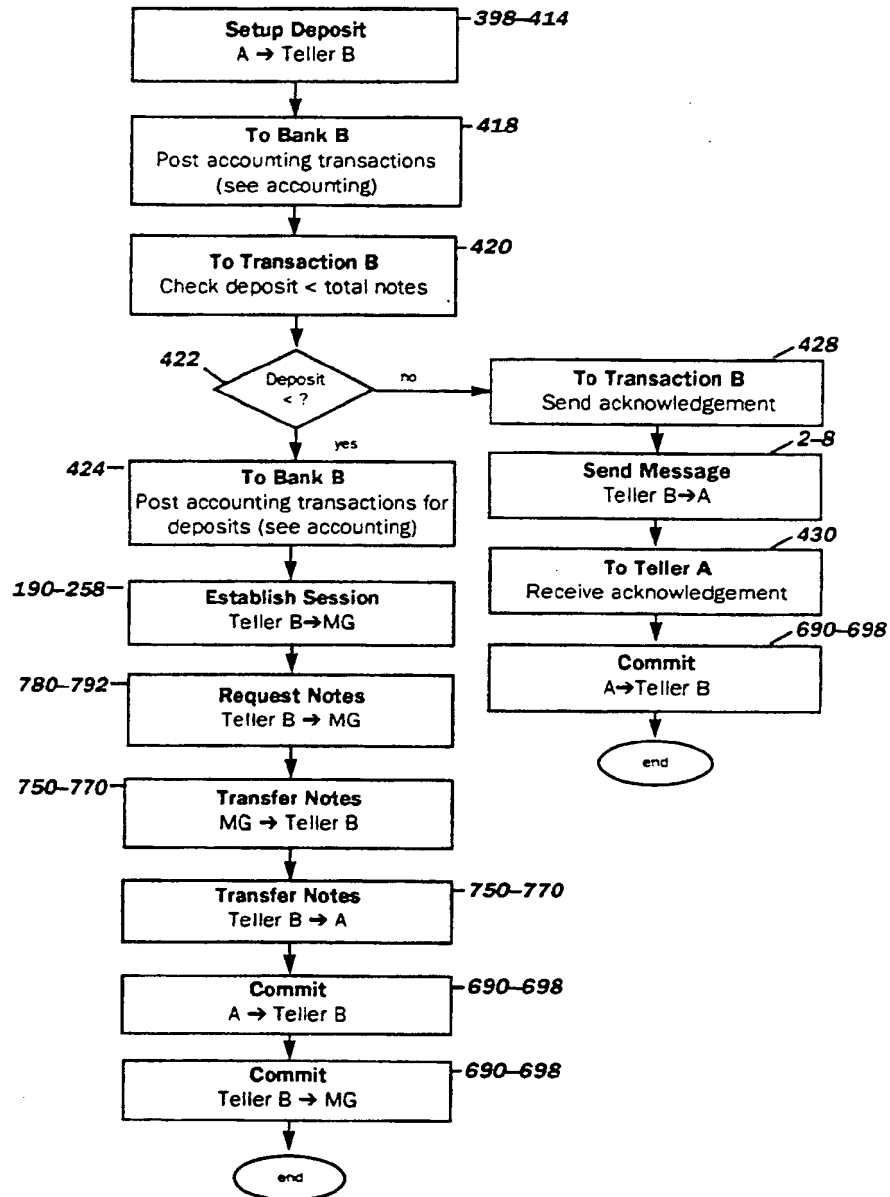 Setup Deposit
A → Teller B
398–414
To Bank B
Post accounting transactions
(see accounting)
418
To Transaction B
Check deposit < total notes
420
422
Deposit
< ?
no
yes
428
To Transaction B
Send acknowledgement
2–8
Send Message
Teller B→A
430
To Teller A
Receive acknowledgement
690–698
Commit
A→Teller B
end
424
To Bank B
Post accounting transactions for
deposits (see accounting)
190–258
Establish Session
Teller B→MG
780–792
Request Notes
Teller B → MG
750–770
Transfer Notes
MG → Teller B
Transfer Notes
Teller B → A
750–770
Commit
A → Teller B
690–698
Commit
Teller B → MG
690–698
end